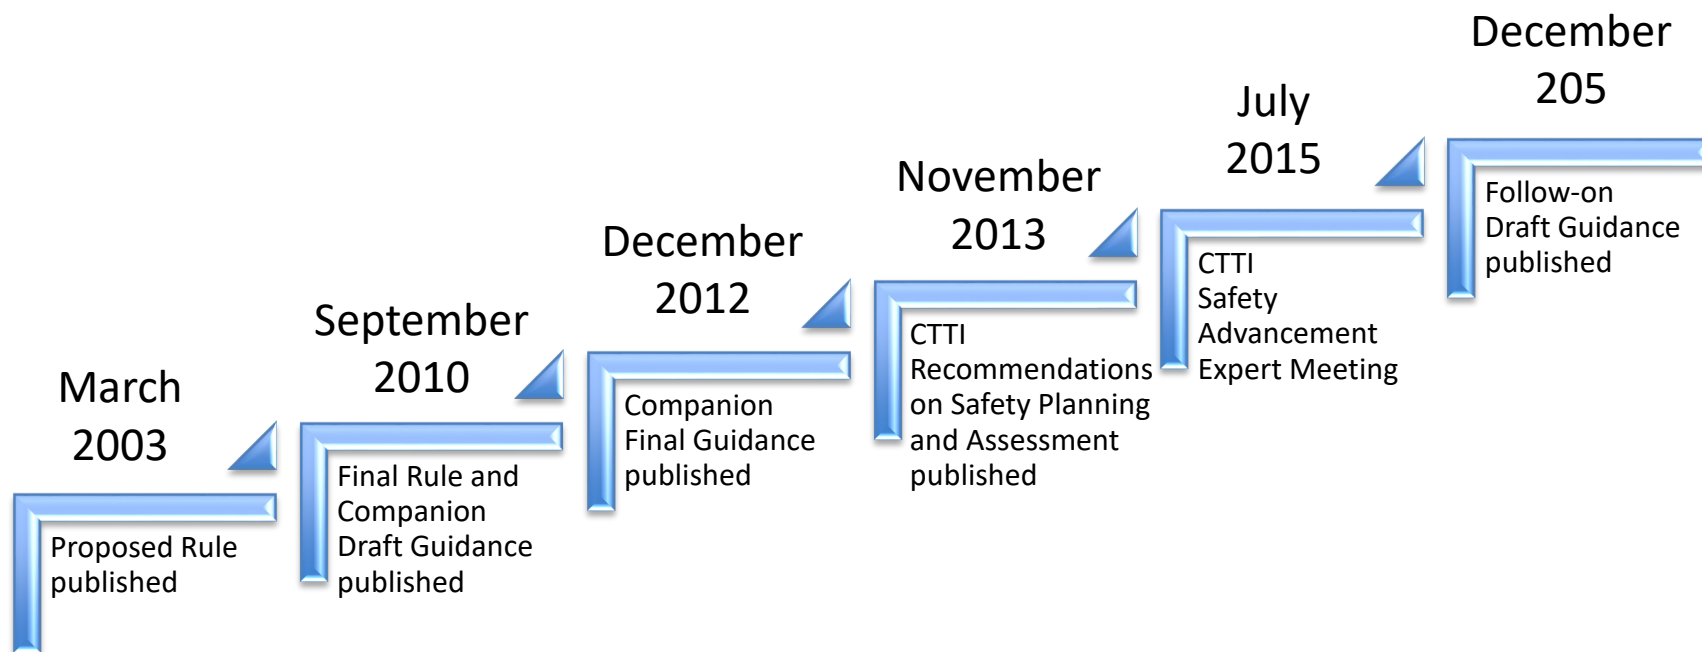 March
2003
Proposed Rule
published
September
2010
Final Rule and
Companion
Draft Guidance
published
December
2012
Companion
Final Guidance
published
November
2013
CTTI
Recommendations
on Safety Planning
and Assessment
published
July
2015
CTTI
Safety
Advancement
Expert Meeting
December
205
Follow-on
Draft Guidance
published